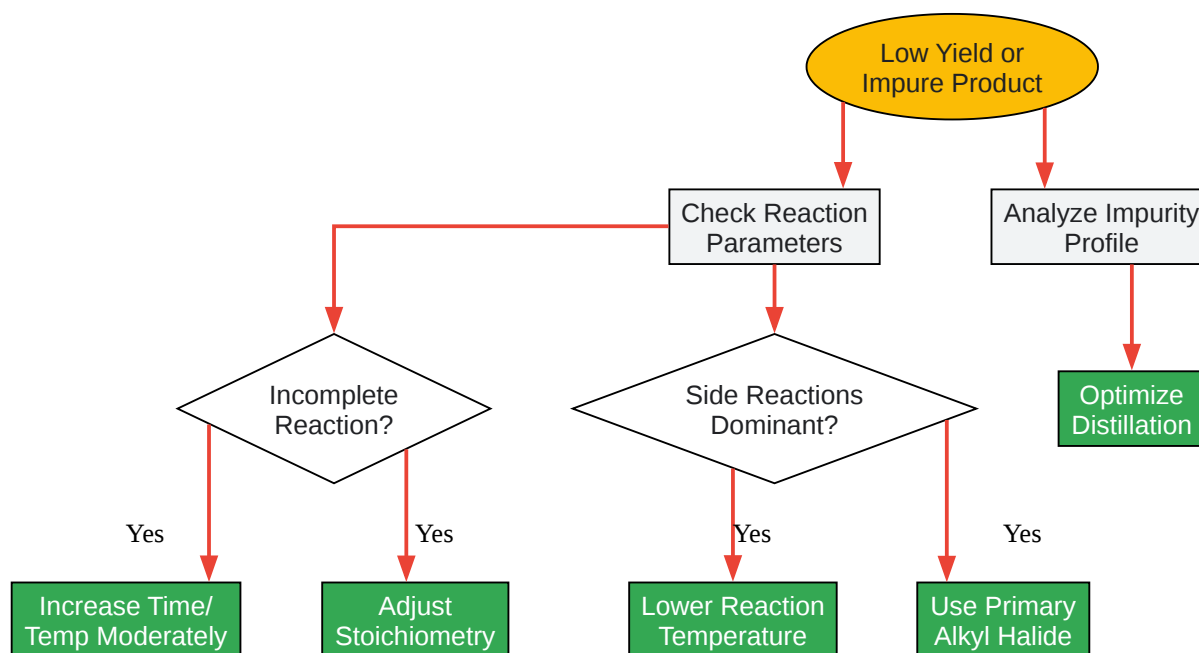 Low Yield or
Impure Product
Check Reaction
Parameters
Analyze Impurity
Profile
Incomplete
Reaction?
Side Reactions
Dominant?
Optimize
Distillation
Yes
Yes
Yes
Yes
Increase Time/
Temp Moderately
Adjust
Stoichiometry
Lower Reaction
Temperature
Use Primary
Alkyl Halide